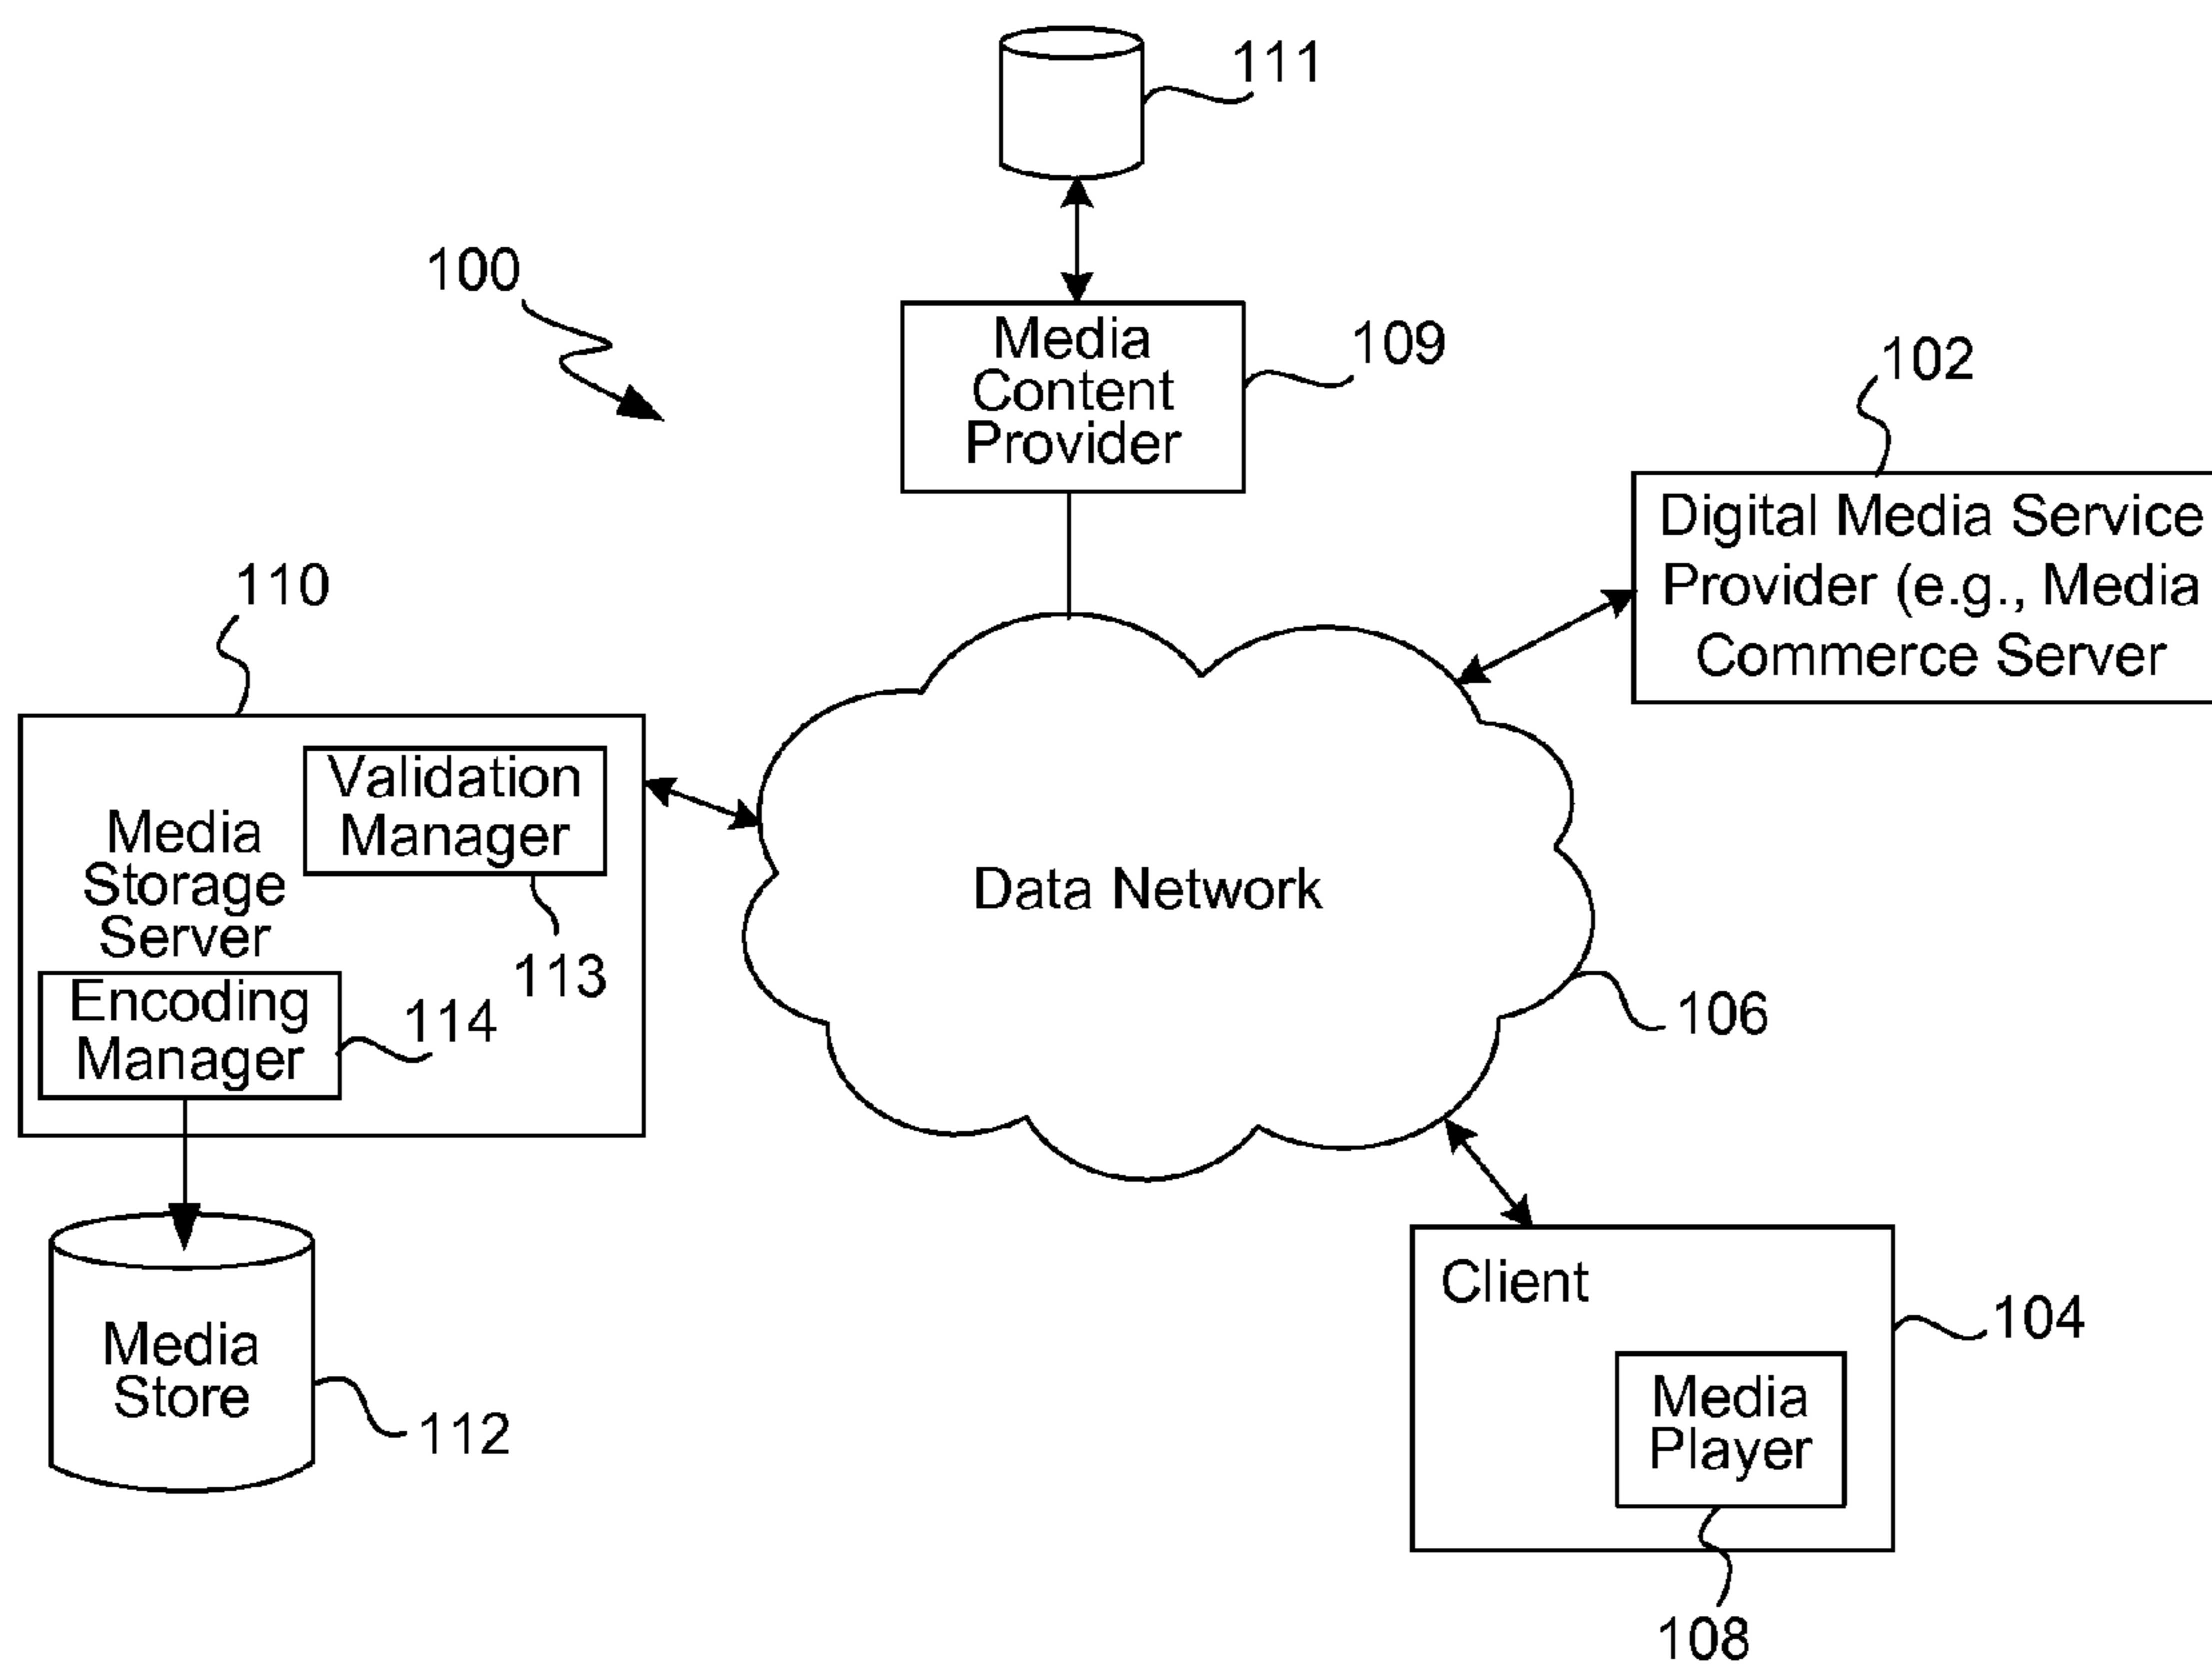 111
100
Media
Content
Provider
109
102
Digital Media Service
Provider (e.g., Media
Commerce Server
110
Validation
Manager
Media
Storage
Server
113
Encoding
Manager
114
Data Network
106
Media
Store
112
Client
104
Media
Player
108